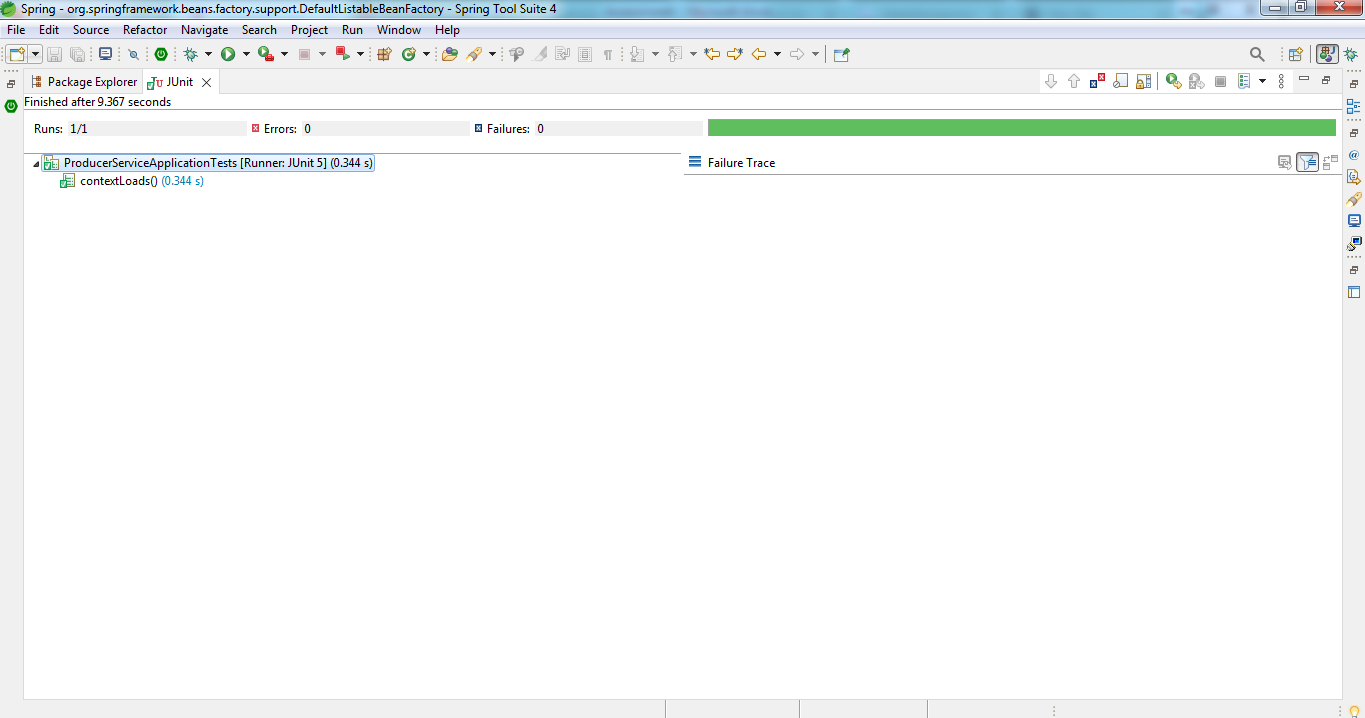 Spring - org.springframework.beans.factory.support.DefaultListableBeanFactory - Spring Tool Suite 4
File Edit Source Refactor Navigate Search Project Run Window Help
Package Explorer JUnit
Finished after 9.367 seconds
Runs: 1/1 Errors: 0 Failures: 0
ProducerServiceApplicationTests [Runner: JUnit 5] (0.344 s) Failure Trace
contextLoads() (0.344 s)